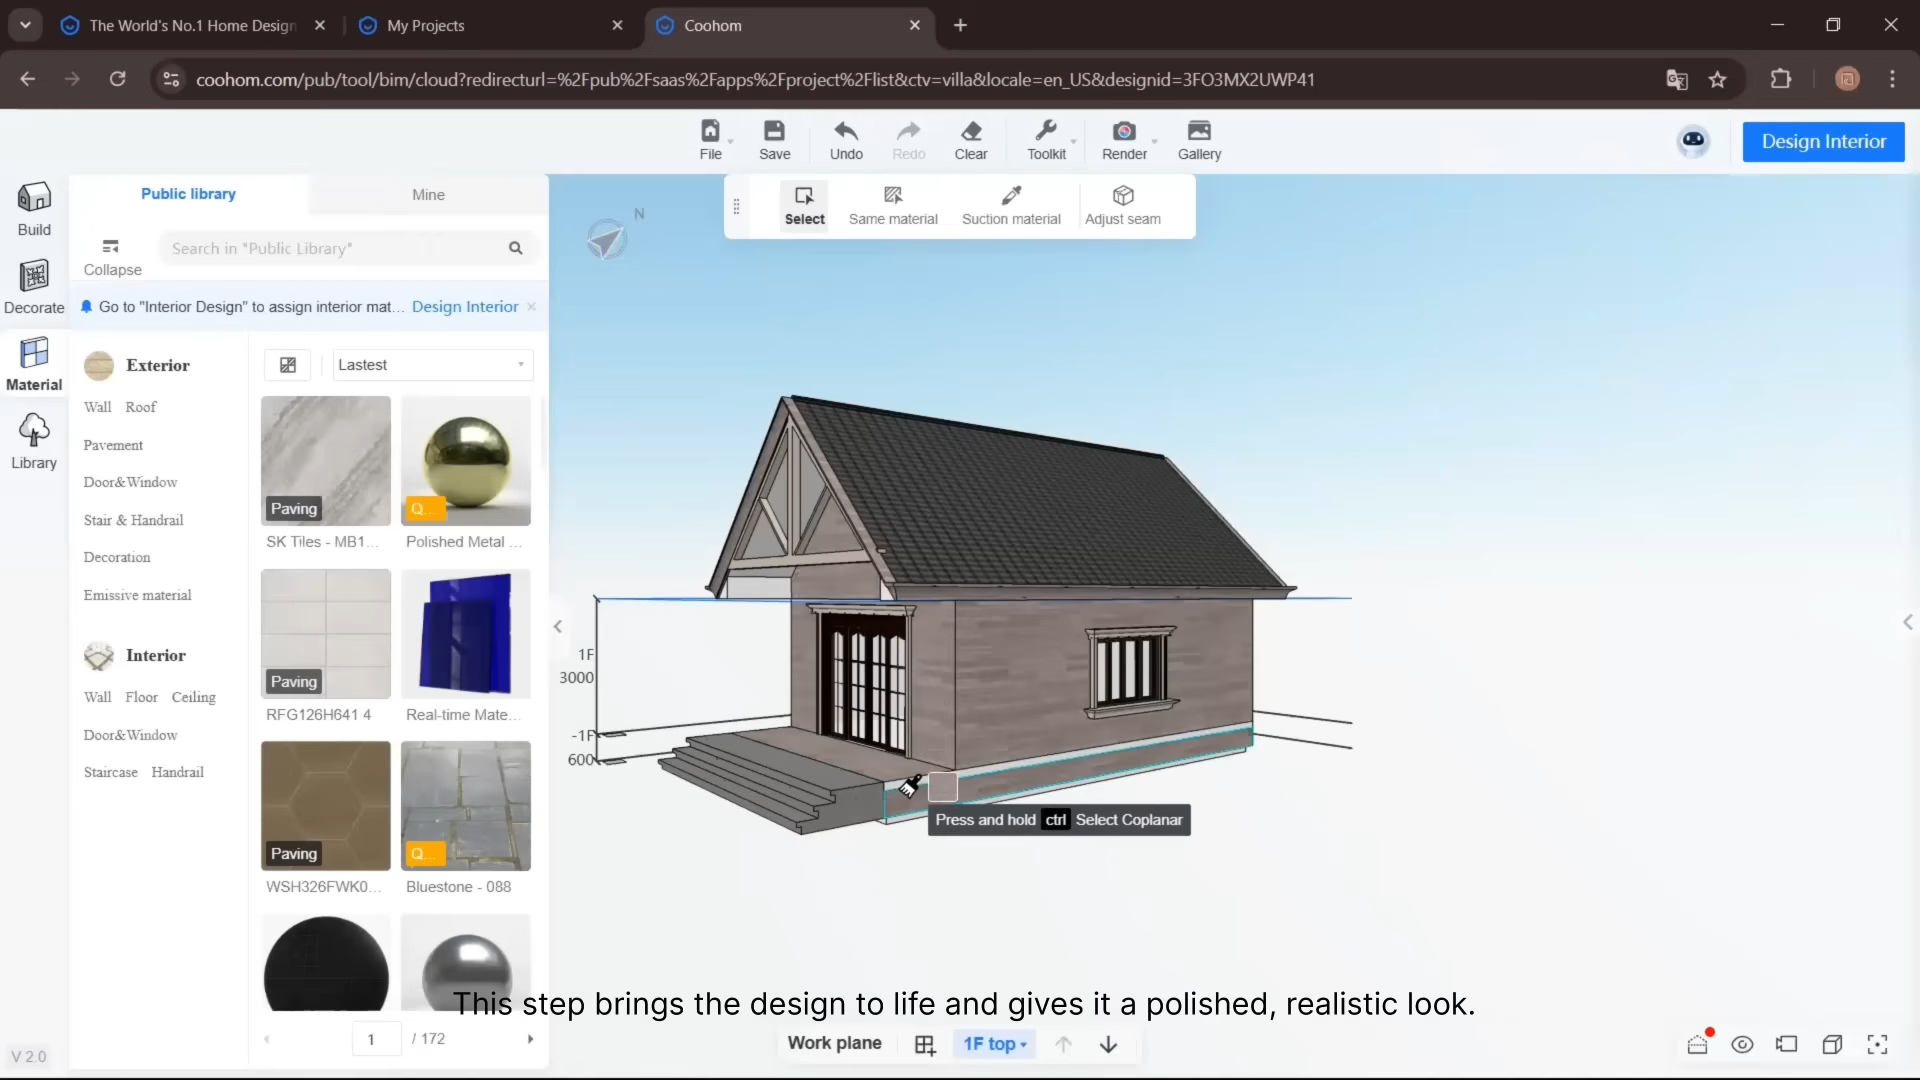 The World's No.1 Home Design
My Projects
Coohom
coohom.com/pub/tool/bim/cloud?redirecturl=%2Fpub%2Fsaas%2Fapps%2Fproject%2Flist&ctv=villa&locale=en_US&designid=3FO3MX2UWP41
File
Save
Undo
Redo
Clear
Toolkit
Render
Gallery
Design Interior
Build
Decorate
Material
Library
V 2.0
Public library
Mine
Collapse
Search in "Public Library"
Go to "Interior Design" to assign interior mat... Design Interior
Exterior
Wall Roof
Pavement
Door&Window
Stair & Handrail
Decoration
Emissive material
Interior
Wall Floor Ceiling
Door&Window
Staircase Handrail
Lastest
Paving
Q...
SK Tiles - MB1...
Polished Metal ...
Paving
RFG126H641 4
Real-time Mate...
Paving
Q...
WSH326FWK0...
Bluestone - 088
1 / 172
Select
Same material
Suction material
Adjust seam
N
1F
3000
-1F
600
Press and hold ctrl Select Coplanar
This step brings the design to life and gives it a polished, realistic look.
Work plane
1F top